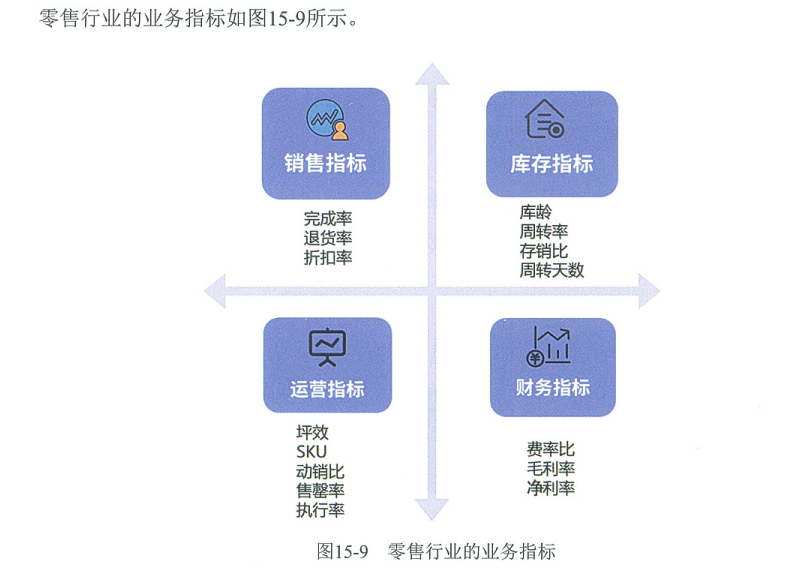 零售行业的业务指标如图15-9所示。
销售指标
完成率
退货率
折扣率
库存指标
库龄
周转率
存销比
周转天数
运营指标
坪效
SKU
动销比
售罄率
执行率
¥
财务指标
费率比
毛利率
净利率
图15-9 零售行业的业务指标